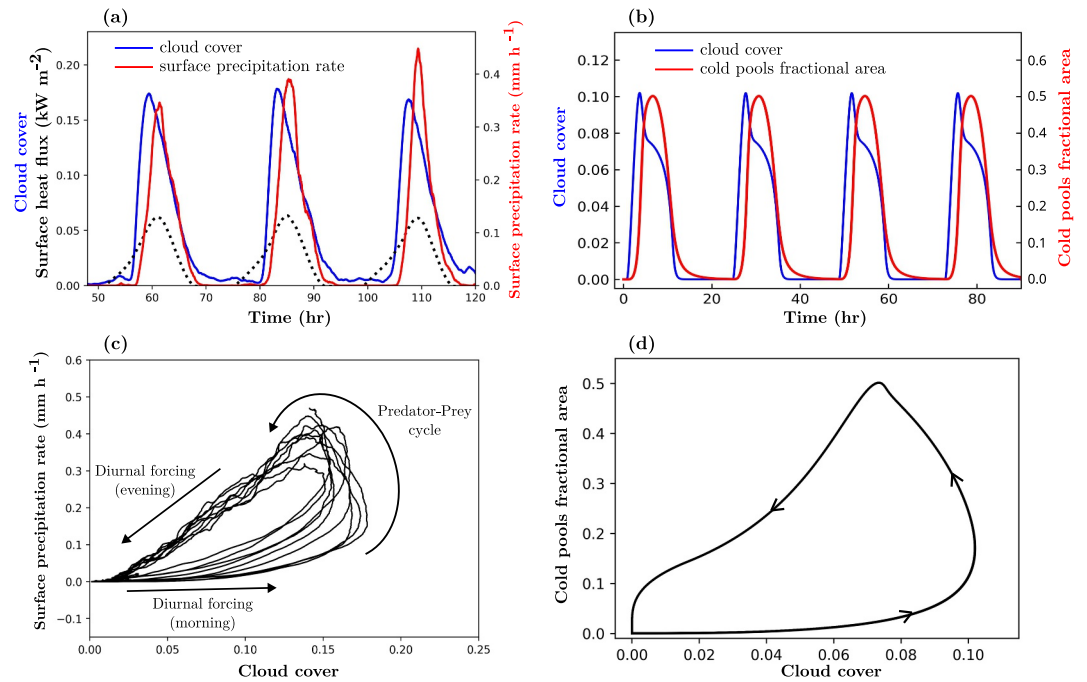 (a)
cloud cover
surface precipitation rate
Cloud cover
Surface heat flux (kW m-2)
0.20
0.15
0.10
0.05
0.00
0.4
0.3
0.2
0.1
0.0
Surface precipitation rate (mm h -1)
50 60 70 80 90 100 110 120
Time (hr)
(b)
cloud cover
cold pools fractional area
Cloud cover
0.12
0.10
0.08
0.06
0.04
0.02
0.00
0.6
0.5
0.4
0.3
0.2
0.1
0.0
Cold pools fractional area
0 20 40 60 80
Time (hr)
(c)
Surface precipitation rate (mm h -1)
0.6
0.5
0.4
0.3
0.2
0.1
0.0
−0.1
Predator-Prey
cycle
Diurnal forcing
(evening)
Diurnal forcing
(morning)
0.00 0.05 0.10 0.15 0.20 0.25
Cloud cover
(d)
Cold pools fractional area
0.5
0.4
0.3
0.2
0.1
0.0
0.00 0.02 0.04 0.06 0.08 0.10
Cloud cover